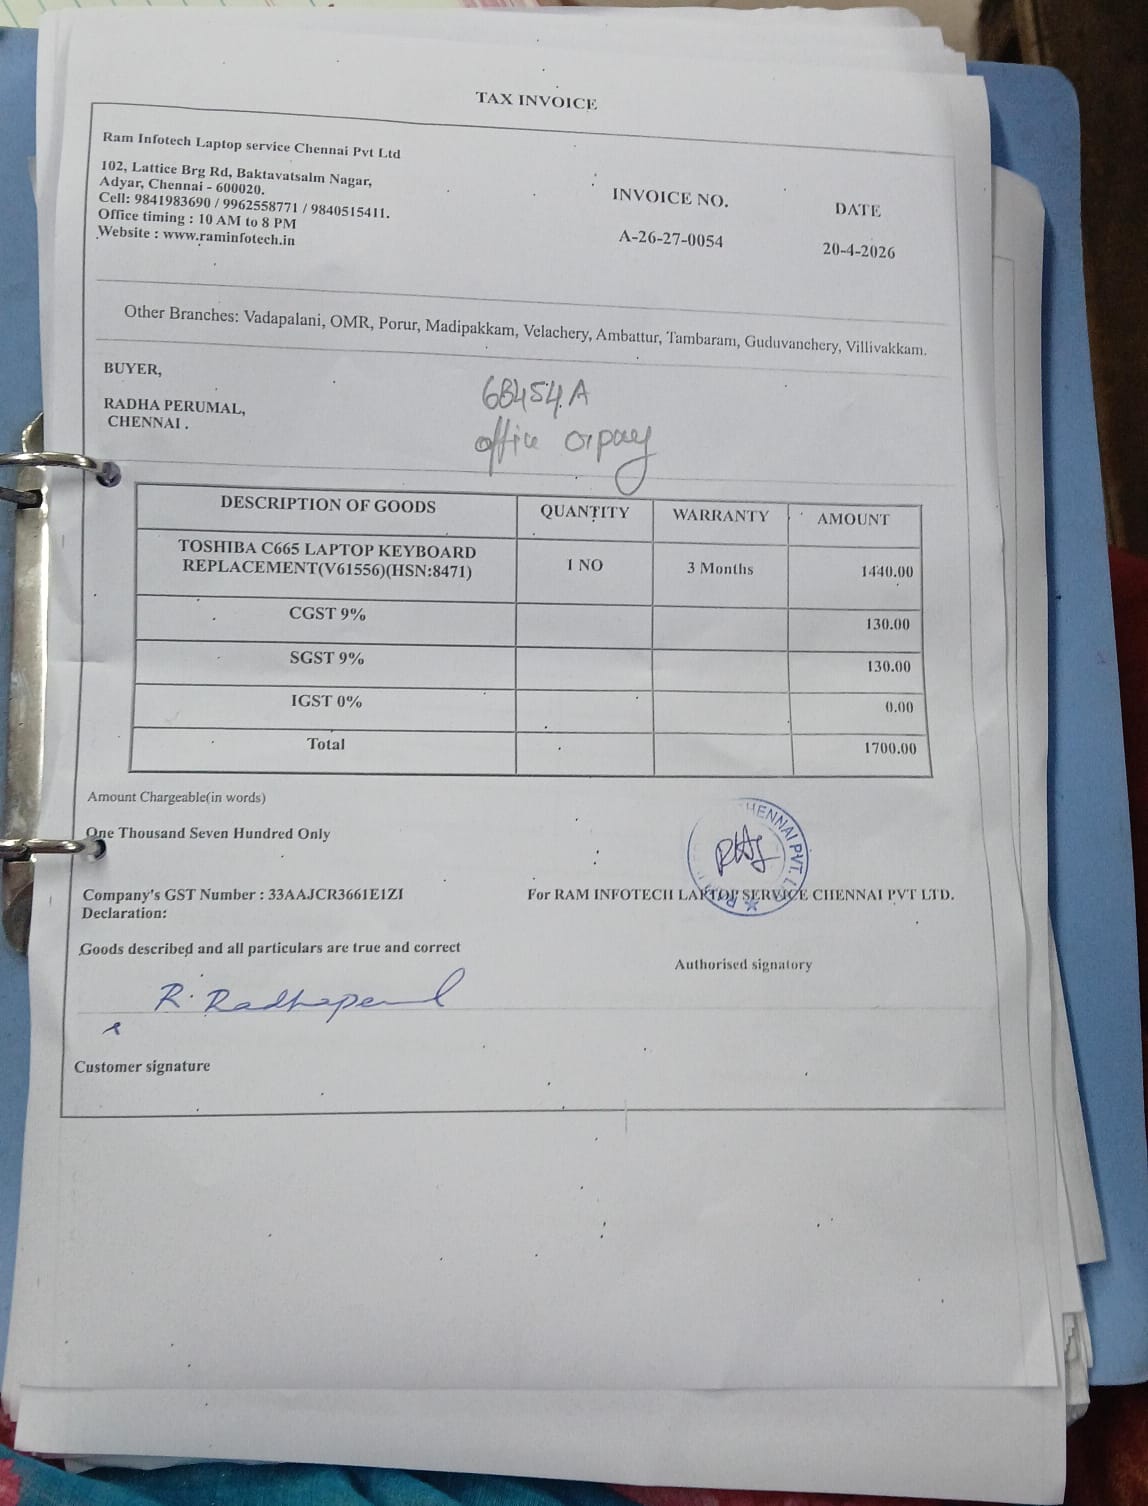 TAX INVOICE
Ram Infotech Laptop service Chennai Pvt Ltd
102, Lattice Brg Rd, Baktavatsalm Nagar,
Adyar, Chennai - 600020.
Cell: 9841983690 / 9962558771 / 9840515411.
Office timing : 10 AM to 8 PM
Website : www.raminfotech.in
INVOICE NO. DATE
A-26-27-0054 20-4-2026
Other Branches: Vadapalani, OMR, Porur, Madipakkam, Velachery, Ambattur, Tambaram, Guduvanchery, Villivakkam.
BUYER,
RADHA PERUMAL,
CHENNAI .
6B454.A
office
DESCRIPTION OF GOODS QUANTITY WARRANTY AMOUNT
TOSHIBA C665 LAPTOP KEYBOARD
REPLACEMENT(V61556)(HSN:8471) 1 NO 3 Months 1440.00
CGST 9% 130.00
SGST 9% 130.00
IGST 0% 0.00
Total 1700.00
Amount Chargeable(in words)
One Thousand Seven Hundred Only
HENNAI PVT. L
Company's GST Number : 33AAJCR3661E1ZI For RAM INFOTECH LAPTOP SERVICE CHENNAI PVT LTD.
Declaration:
Goods described and all particulars are true and correct
Authorised signatory
R. Radhaperumal
Customer signature